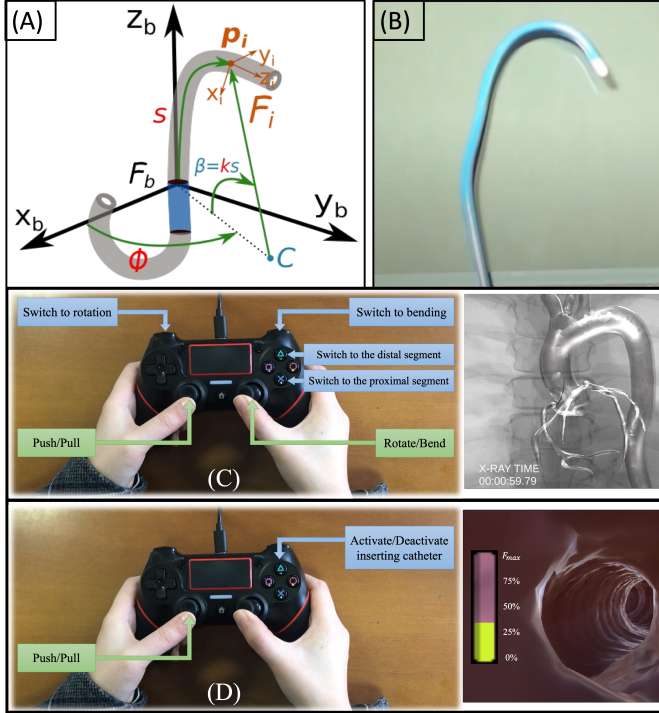 (A)
z_b
p_i
y_i
z_i
x_i
F_i
s
β=ks
F_b
x_b
y_b
ϕ
C
(B)
Switch to rotation
Switch to bending
Switch to the distal segment
Switch to the proximal segment
Push/Pull
Rotate/Bend
(C)
X-RAY TIME
00:00:59.79
Activate/Deactivate
inserting catheter
Push/Pull
(D)
F_max
75%
50%
25%
0%